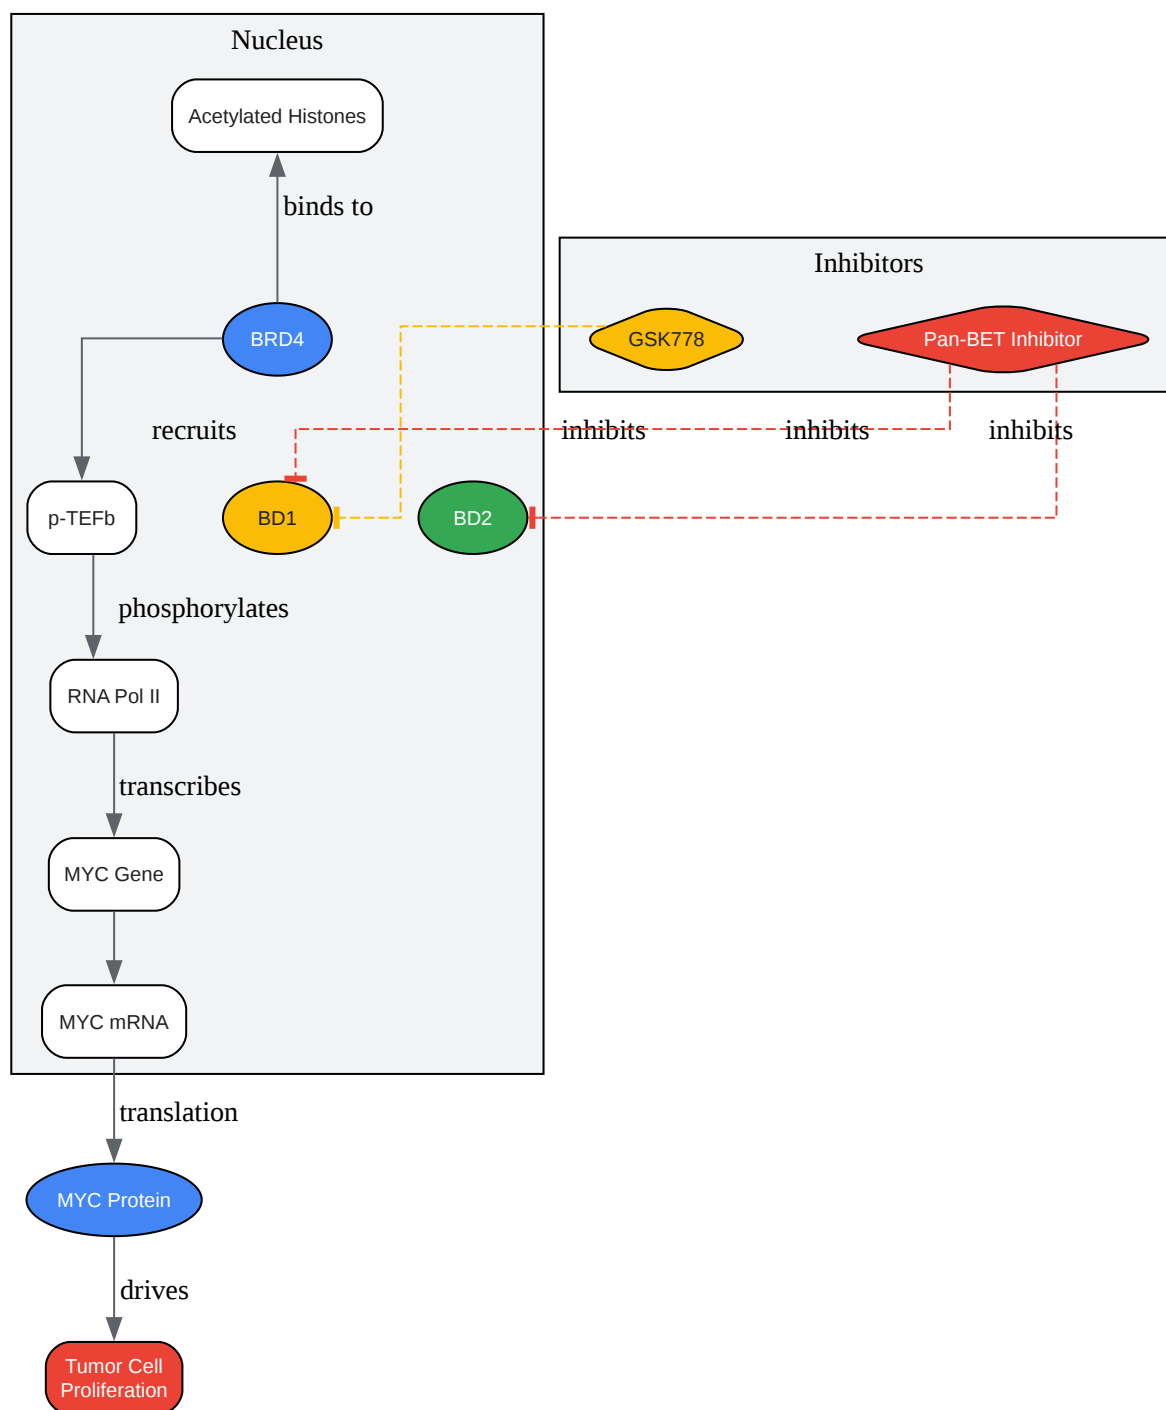 Nucleus
Acetylated Histones
binds to
Inhibitors
BRD4
GSK778
Pan-BET Inhibitor
recruits
inhibits
inhibits
inhibits
p-TEFb
BD1
BD2
phosphorylates
RNA Pol II
transcribes
MYC Gene
MYC mRNA
translation
MYC Protein
drives
Tumor Cell
Proliferation